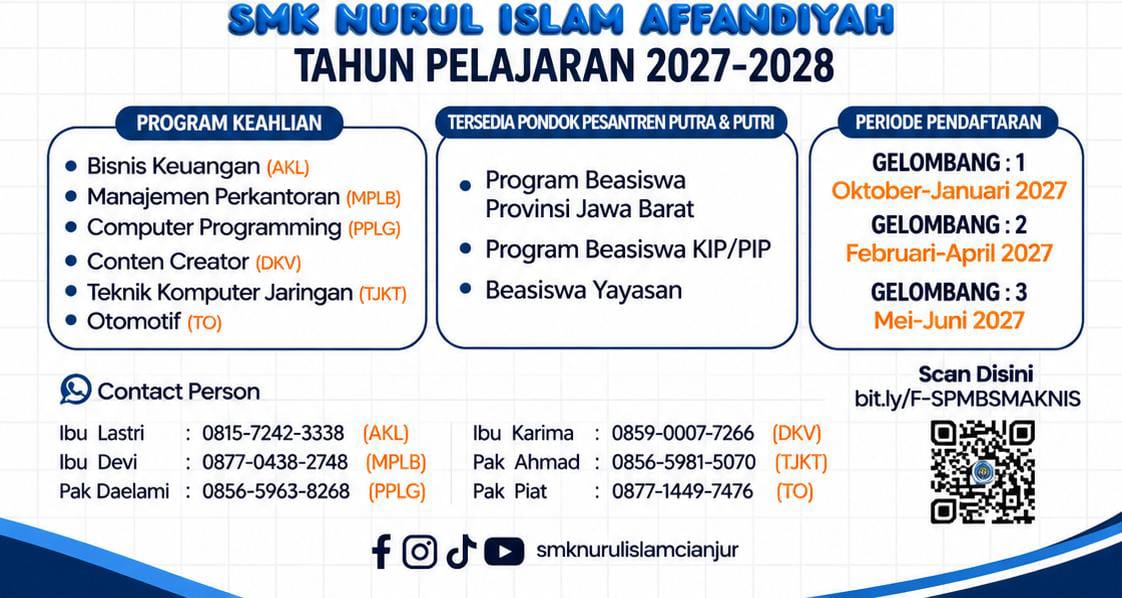 SMK NURUL ISLAM AFFANDIYAH
TAHUN PELAJARAN 2027-2028
PROGRAM KEAHLIAN
Bisnis Keuangan (AKL)
Manajemen Perkantoran (MPLB)
Computer Programming (PPLG)
Conten Creator (DKV)
Teknik Komputer Jaringan (TJKT)
Otomotif (TO)
TERSEDIA PONDOK PESANTREN PUTRA & PUTRI
Program Beasiswa
Provinsi Jawa Barat
Program Beasiswa KIP/PIP
Beasiswa Yayasan
PERIODE PENDAFTARAN
GELOMBANG : 1
Oktober-Januari 2027
GELOMBANG : 2
Februari-April 2027
GELOMBANG : 3
Mei-Juni 2027
Contact Person
Ibu Lastri : 0815-7242-3338 (AKL)
Ibu Devi : 0877-0438-2748 (MPLB)
Pak Daelami : 0856-5963-8268 (PPLG)
Ibu Karima : 0859-0007-7266 (DKV)
Pak Ahmad : 0856-5981-5070 (TJKT)
Pak Piat : 0877-1449-7476 (TO)
Scan Disini
bit.ly/F-SPMBSMAKNIS
smknurulislamcianjur